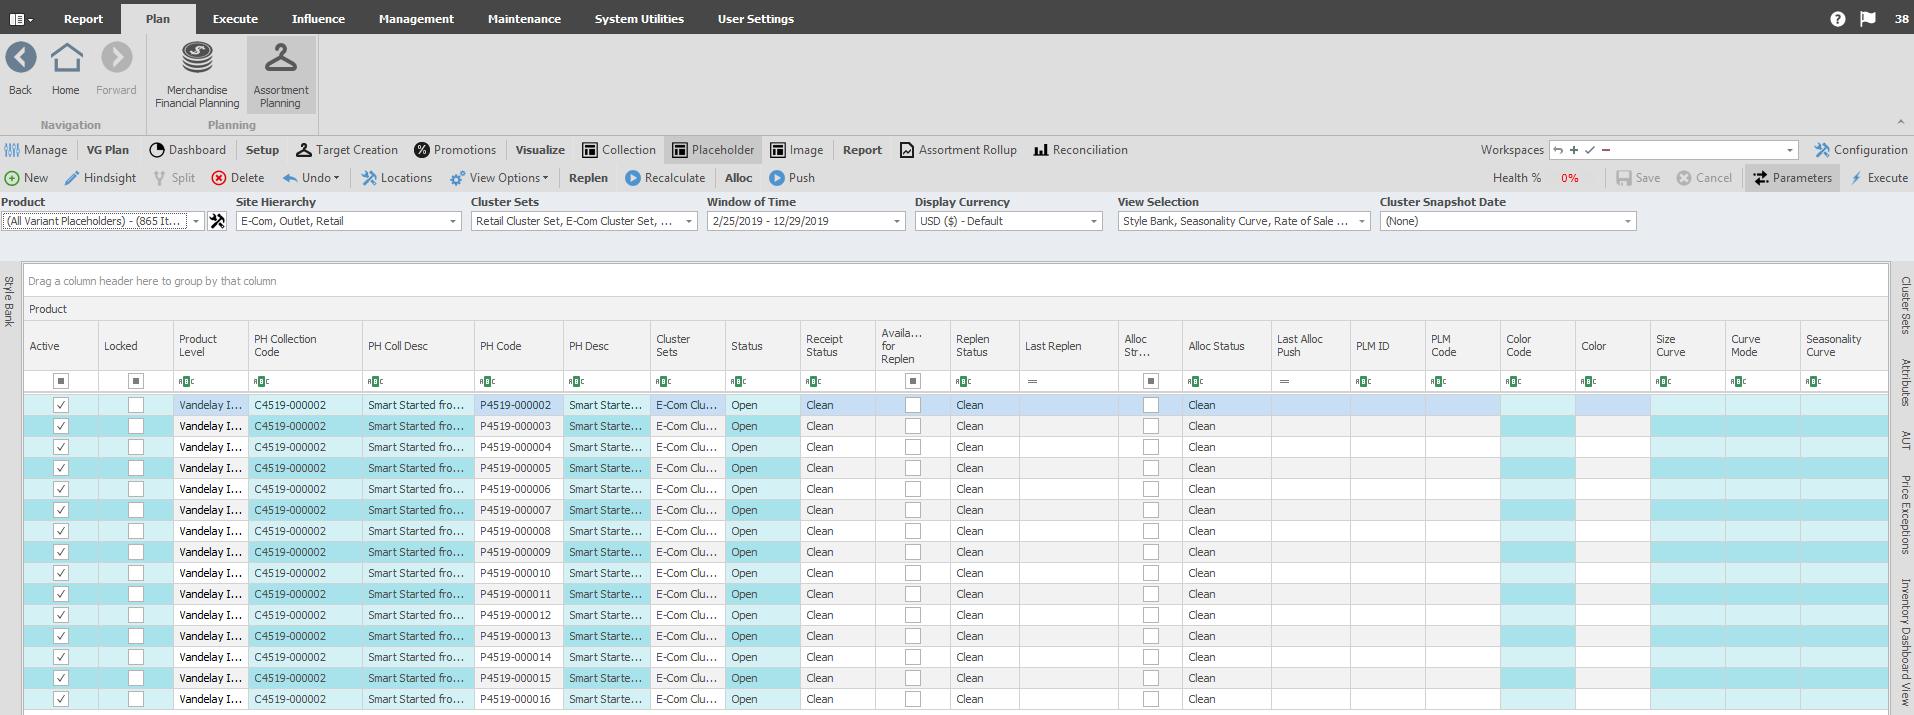 Report Plan Execute Influence Management Maintenance System Utilities User Settings 38
Back Home Forward Merchandise Financial Planning Assortment Planning
Navigation Planning
Manage VG Plan Dashboard Setup Target Creation Promotions Visualize Collection Placeholder Image Report Assortment Rollup Reconciliation Workspaces Configuration
New Hindsight Split Delete Undo Locations View Options Replen Recalculate Alloc Push Health % 0% Save Cancel Parameters Execute
Product Site Hierarchy Cluster Sets Window of Time Display Currency View Selection Cluster Snapshot Date
(All Variant Placeholders) - (865 It... E-Com, Outlet, Retail Retail Cluster Set, E-Com Cluster Set, ... 2/25/2019 - 12/29/2019 USD ($) - Default Style Bank, Seasonality Curve, Rate of Sale ... (None)
Style Bank
Drag a column header here to group by that column
Product
Active Locked Product Level PH Collection Code PH Coll Desc PH Code PH Desc Cluster Sets Status Receipt Status Availa... for Replen Replen Status Last Replen Alloc Str... Alloc Status Last Alloc Push PLM ID PLM Code Color Code Color Size Curve Curve Mode Seasonality Curve
ABC ABC ABC ABC ABC ABC ABC ABC ABC = ABC = ABC ABC ABC ABC ABC ABC ABC
Vandelay I... C4519-000002 Smart Started fro... P4519-000002 Smart Starte... E-Com Clu... Open Clean Clean Clean
Vandelay I... C4519-000002 Smart Started fro... P4519-000003 Smart Starte... E-Com Clu... Open Clean Clean Clean
Vandelay I... C4519-000002 Smart Started fro... P4519-000004 Smart Starte... E-Com Clu... Open Clean Clean Clean
Vandelay I... C4519-000002 Smart Started fro... P4519-000005 Smart Starte... E-Com Clu... Open Clean Clean Clean
Vandelay I... C4519-000002 Smart Started fro... P4519-000006 Smart Starte... E-Com Clu... Open Clean Clean Clean
Vandelay I... C4519-000002 Smart Started fro... P4519-000007 Smart Starte... E-Com Clu... Open Clean Clean Clean
Vandelay I... C4519-000002 Smart Started fro... P4519-000008 Smart Starte... E-Com Clu... Open Clean Clean Clean
Vandelay I... C4519-000002 Smart Started fro... P4519-000009 Smart Starte... E-Com Clu... Open Clean Clean Clean
Vandelay I... C4519-000002 Smart Started fro... P4519-000010 Smart Starte... E-Com Clu... Open Clean Clean Clean
Vandelay I... C4519-000002 Smart Started fro... P4519-000011 Smart Starte... E-Com Clu... Open Clean Clean Clean
Vandelay I... C4519-000002 Smart Started fro... P4519-000012 Smart Starte... E-Com Clu... Open Clean Clean Clean
Vandelay I... C4519-000002 Smart Started fro... P4519-000013 Smart Starte... E-Com Clu... Open Clean Clean Clean
Vandelay I... C4519-000002 Smart Started fro... P4519-000014 Smart Starte... E-Com Clu... Open Clean Clean Clean
Vandelay I... C4519-000002 Smart Started fro... P4519-000015 Smart Starte... E-Com Clu... Open Clean Clean Clean
Vandelay I... C4519-000002 Smart Started fro... P4519-000016 Smart Starte... E-Com Clu... Open Clean Clean Clean
Cluster Sets
Attributes
AUT
Price Exceptions
Inventory Dashboard View